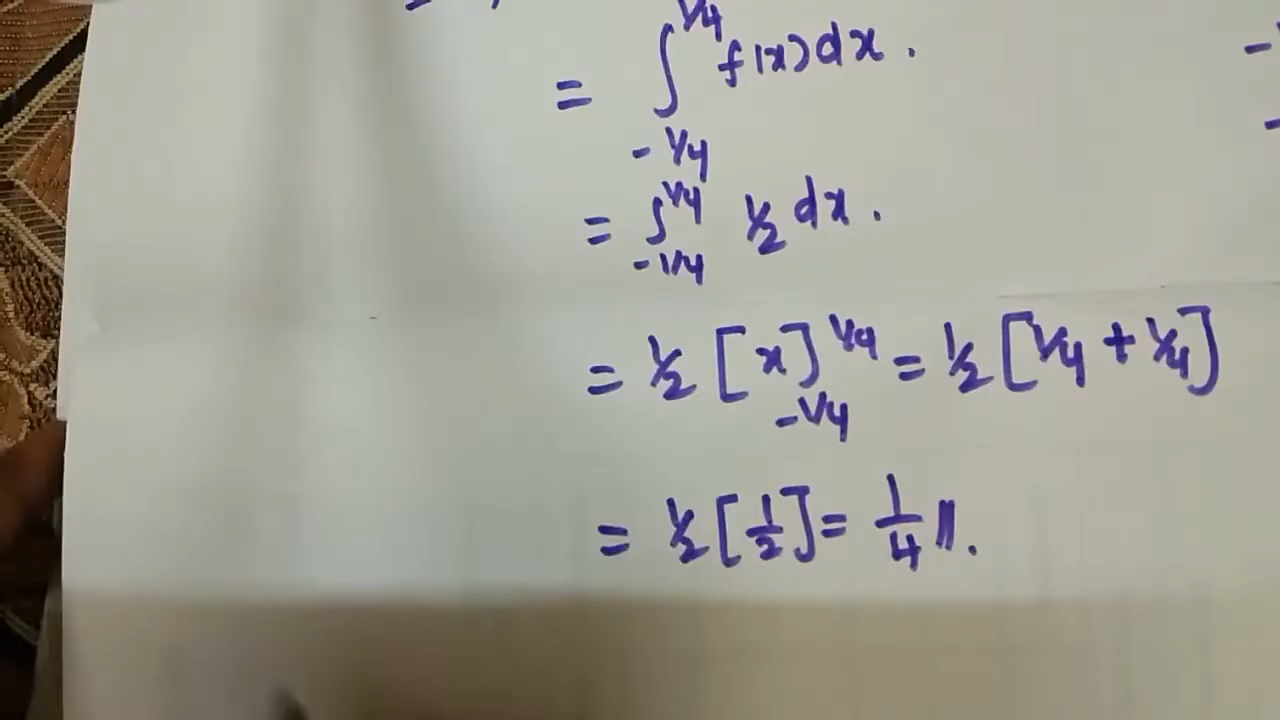 = ∫_{-1/4}^{1/4} f(x) dx .
= ∫_{-1/4}^{1/4} 1/2 dx .
= 1/2 [x]_{-1/4}^{1/4} = 1/2 [1/4 + 1/4]
= 1/2 [1/2] = 1/4 //.